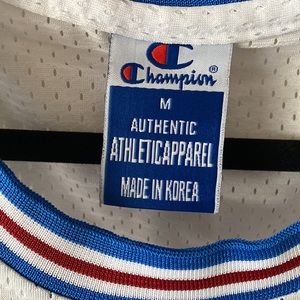 Champion®
M
AUTHENTIC
ATHLETICAPPAREL
MADE IN KOREA